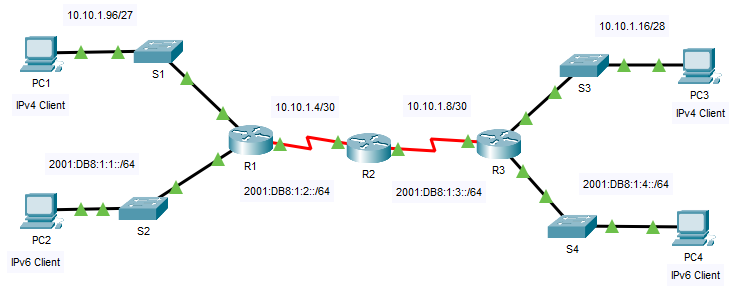 10.10.1.96/27
10.10.1.16/28
S1
S3
PC1
PC3
IPv4 Client
IPv4 Client
10.10.1.4/30
10.10.1.8/30
2001:DB8:1:1::/64
R1
R2
R3
2001:DB8:1:2::/64
2001:DB8:1:3::/64
2001:DB8:1:4::/64
S2
S4
PC2
PC4
IPv6 Client
IPv6 Client